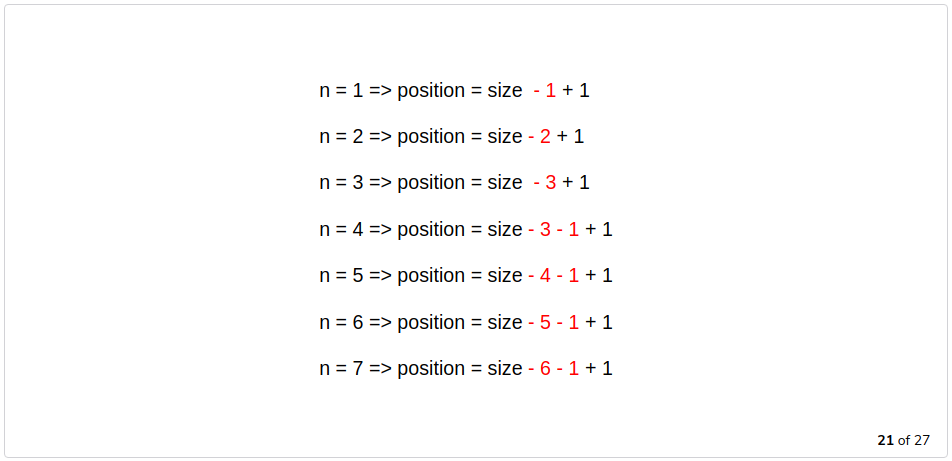 n = 1 => position = size - 1 + 1
n = 2 => position = size - 2 + 1
n = 3 => position = size - 3 + 1
n = 4 => position = size - 3 - 1 + 1
n = 5 => position = size - 4 - 1 + 1
n = 6 => position = size - 5 - 1 + 1
n = 7 => position = size - 6 - 1 + 1
21 of 27